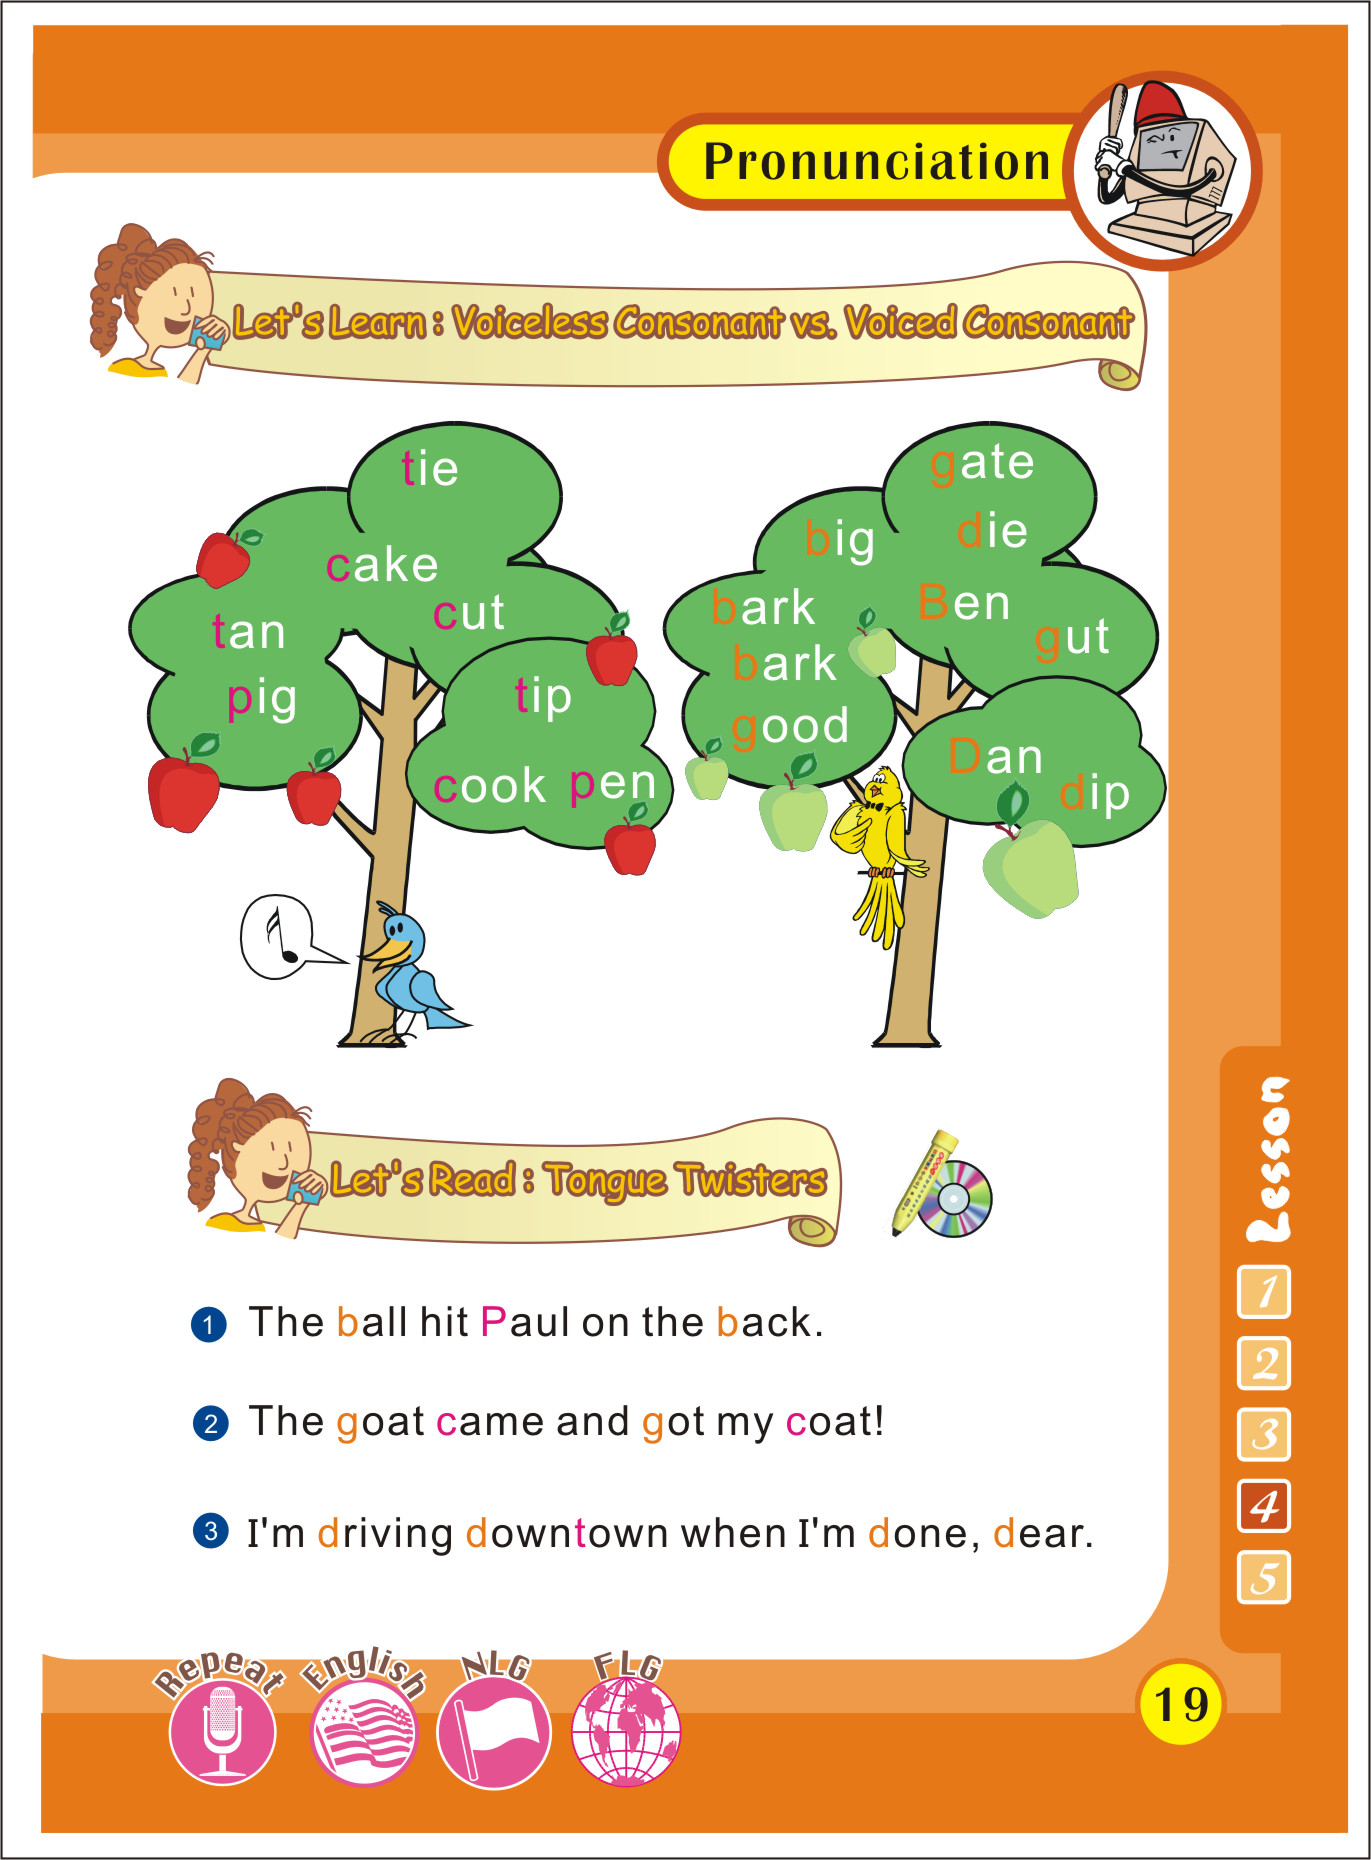 Pronunciation
Let's Learn : Voiceless Consonant vs. Voiced Consonant
tie
cake
cut
tan
pig
tip
cook pen
gate
die
big
bark
Ben
gut
bark
good
Dan
dip
Let's Read : Tongue Twisters
1 The ball hit Paul on the back.
2 The goat came and got my coat!
3 I'm driving downtown when I'm done, dear.
Lesson
1
2
3
4
5
Repeat
English
NLG
FLG
19